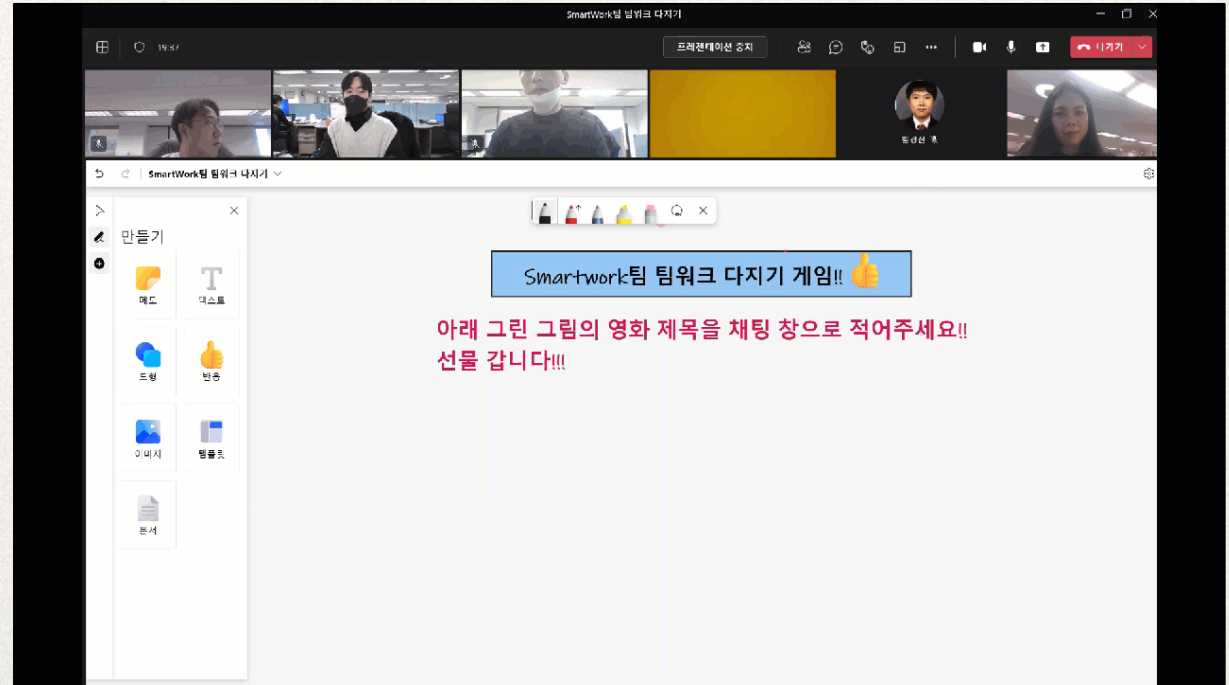 SmartWork팀 팀워크 다지기
프레젠테이션 중지
SmartWork팀 팀워크 다지기
만들기
메모
텍스트
도형
반응
이미지
템플릿
문서
Smartwork팀 팀워크 다지기 게임!!
아래 그린 그림의 영화 제목을 채팅 창으로 적어주세요!!
선물 갑니다!!!